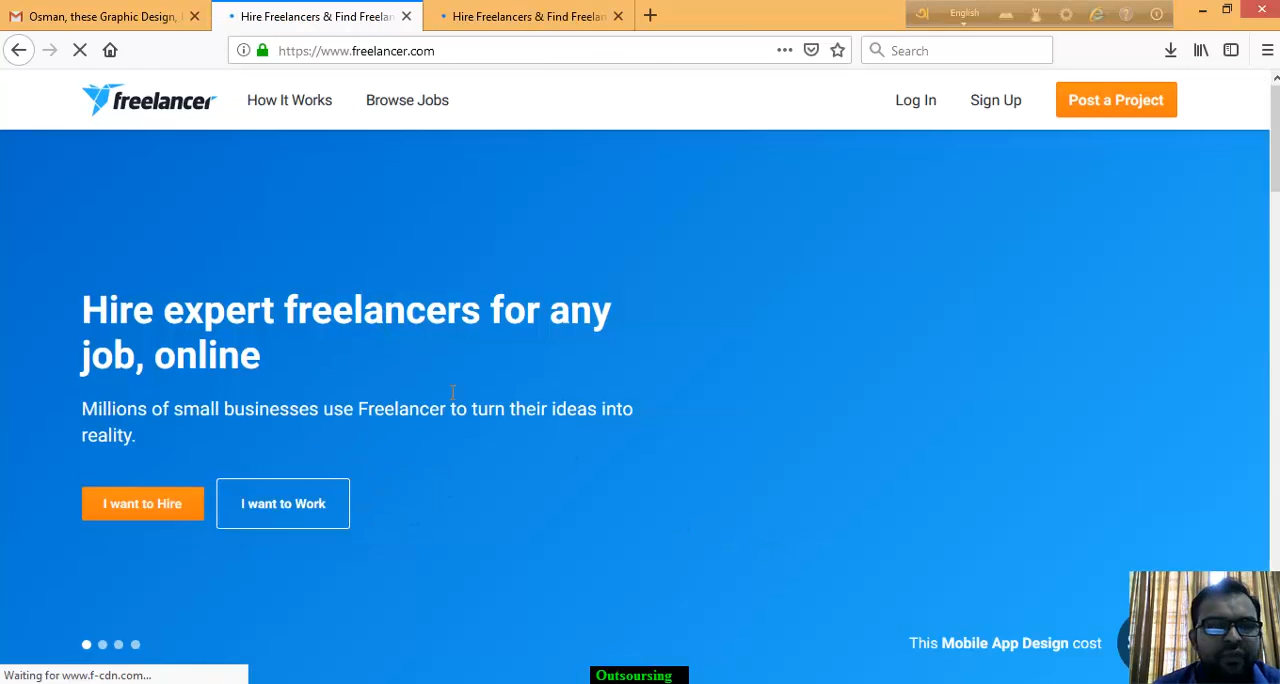 Osman, these Graphic Design,
Hire Freelancers & Find Freelan
Hire Freelancers & Find Freelan
English
https://www.freelancer.com
Search
freelancer
How It Works
Browse Jobs
Log In
Sign Up
Post a Project
Hire expert freelancers for any
job, online
Millions of small businesses use Freelancer to turn their ideas into
reality.
I want to Hire
I want to Work
This Mobile App Design cost
Waiting for www.f-cdn.com...
Outsoursing